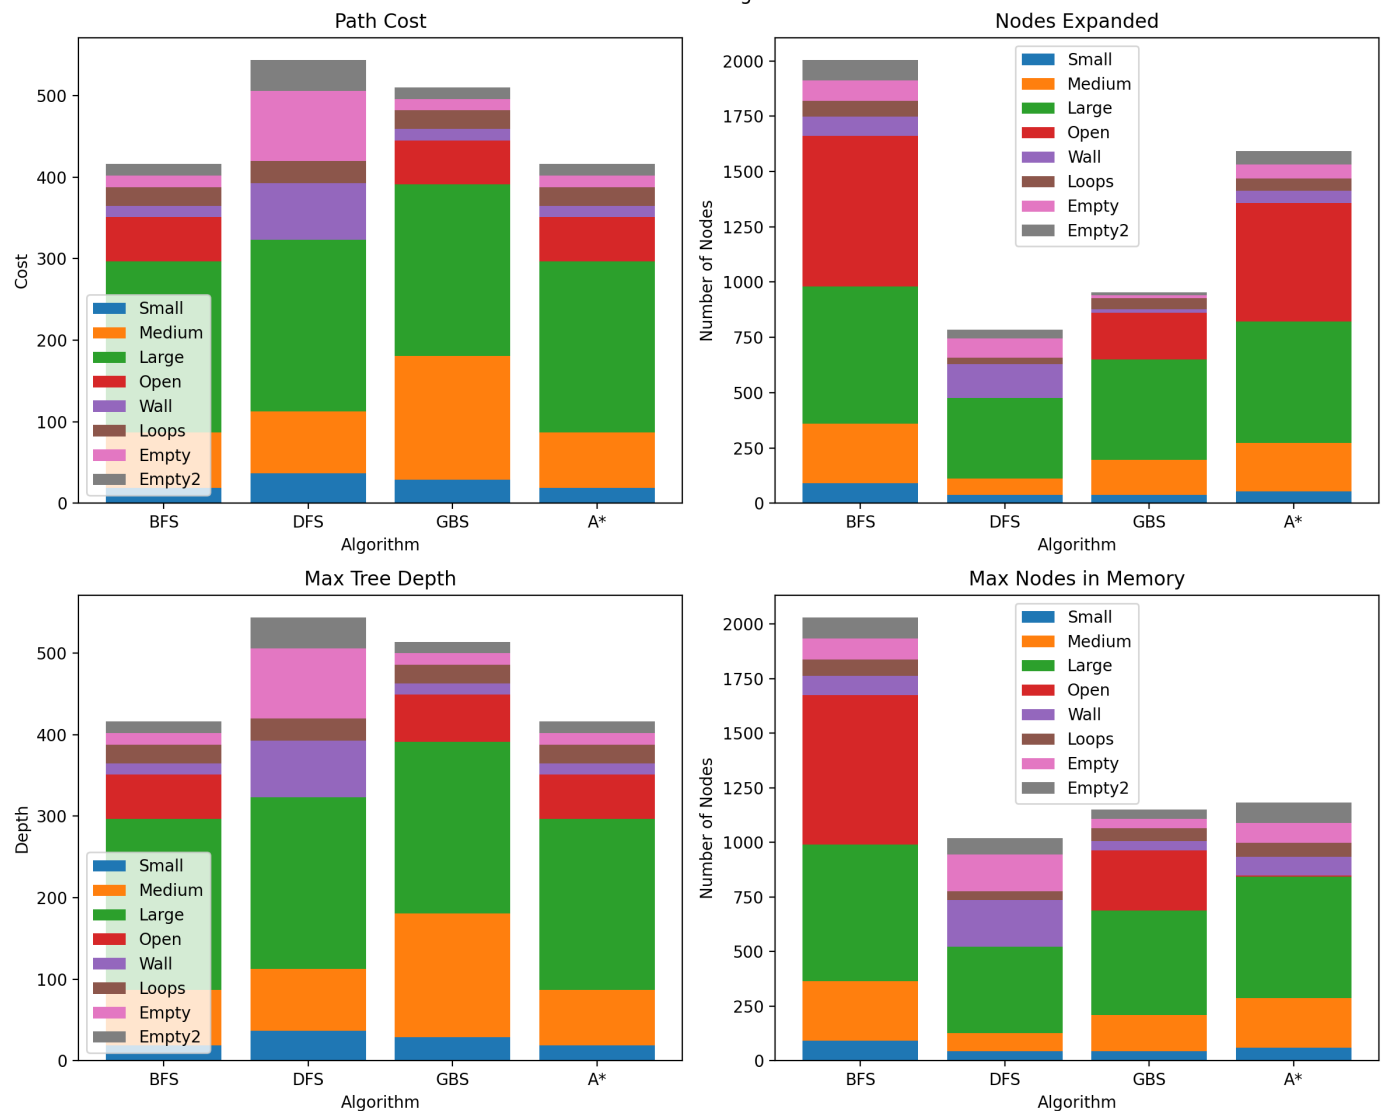 Path Cost
500
400
300
200
100
0
Cost
Small
Medium
Large
Open
Wall
Loops
Empty
Empty2
BFS DFS GBS A*
Algorithm
Nodes Expanded
2000
1750
1500
1250
1000
750
500
250
0
Number of Nodes
Small
Medium
Large
Open
Wall
Loops
Empty
Empty2
BFS DFS GBS A*
Algorithm
Max Tree Depth
500
400
300
200
100
0
Depth
Small
Medium
Large
Open
Wall
Loops
Empty
Empty2
BFS DFS GBS A*
Algorithm
Max Nodes in Memory
2000
1750
1500
1250
1000
750
500
250
0
Number of Nodes
Small
Medium
Large
Open
Wall
Loops
Empty
Empty2
BFS DFS GBS A*
Algorithm